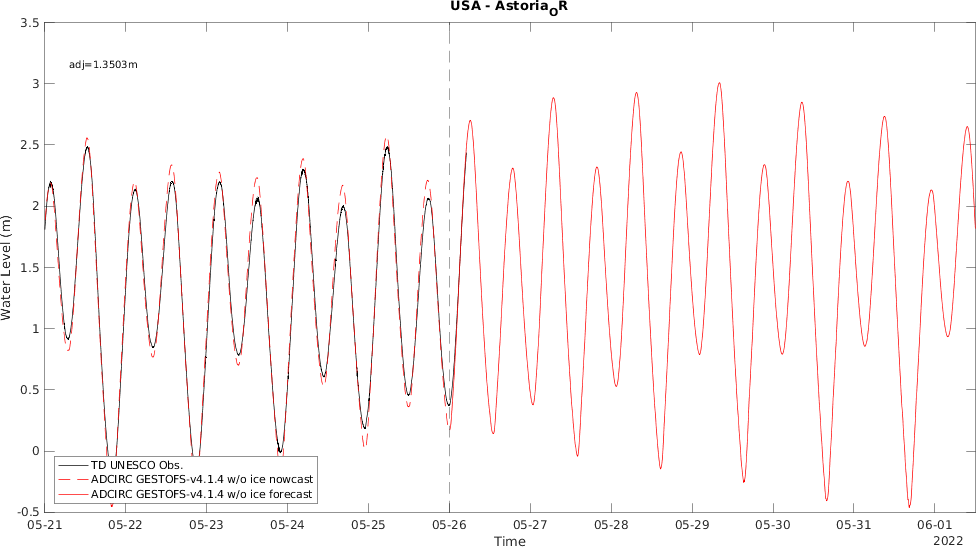 USA - AstoriaOR
adj=1.3503m
3.5
3
2.5
2
1.5
1
0.5
0
-0.5
Water Level (m)
TD UNESCO Obs.
ADCIRC GESTOFS-v4.1.4 w/o ice nowcast
ADCIRC GESTOFS-v4.1.4 w/o ice forecast
05-21 05-22 05-23 05-24 05-25 05-26 05-27 05-28 05-29 05-30 05-31 06-01
Time
2022